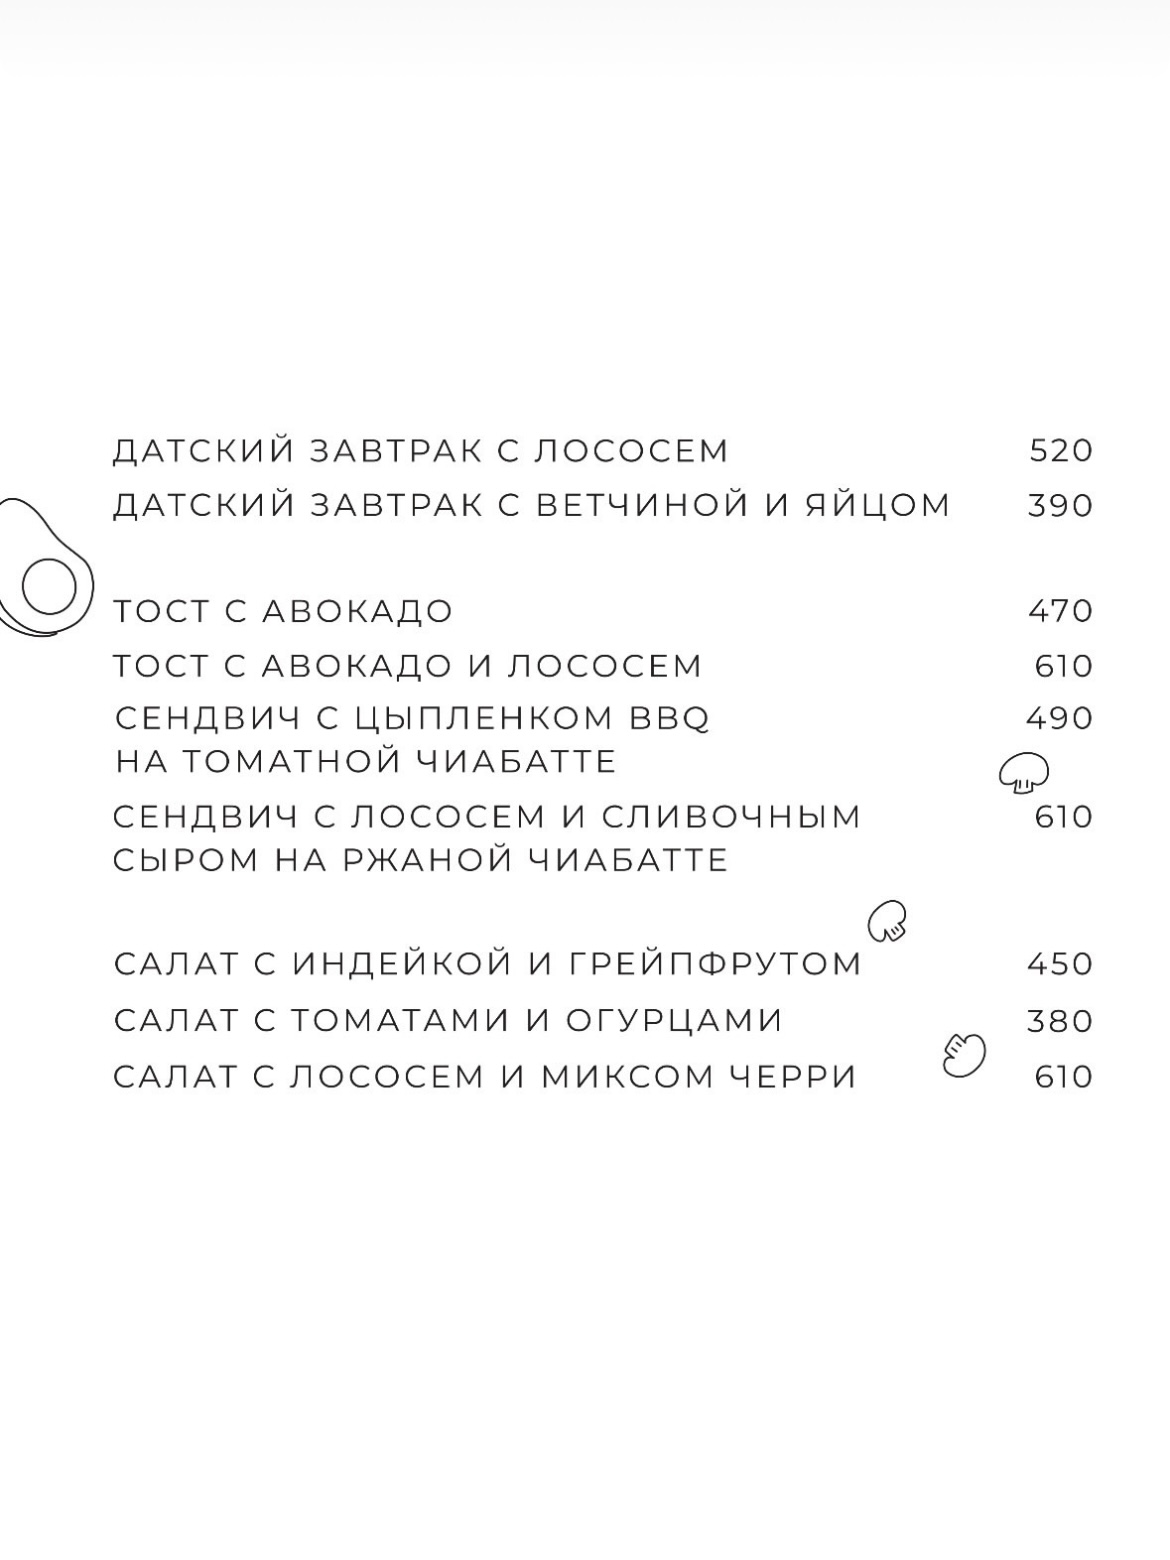 ДАТСКИЙ ЗАВТРАК С ЛОСОСЕМ 520
ДАТСКИЙ ЗАВТРАК С ВЕТЧИНОЙ И ЯЙЦОМ 390
ТОСТ С АВОКАДО 470
ТОСТ С АВОКАДО И ЛОСОСЕМ 610
СЕНДВИЧ С ЦЫПЛЕНКОМ BBQ 490
НА ТОМАТНОЙ ЧИАБАТТЕ
СЕНДВИЧ С ЛОСОСЕМ И СЛИВОЧНЫМ 610
СЫРОМ НА РЖАНОЙ ЧИАБАТТЕ
САЛАТ С ИНДЕЙКОЙ И ГРЕЙПФРУТОМ 450
САЛАТ С ТОМАТАМИ И ОГУРЦАМИ 380
САЛАТ С ЛОСОСЕМ И МИКСОМ ЧЕРРИ 610